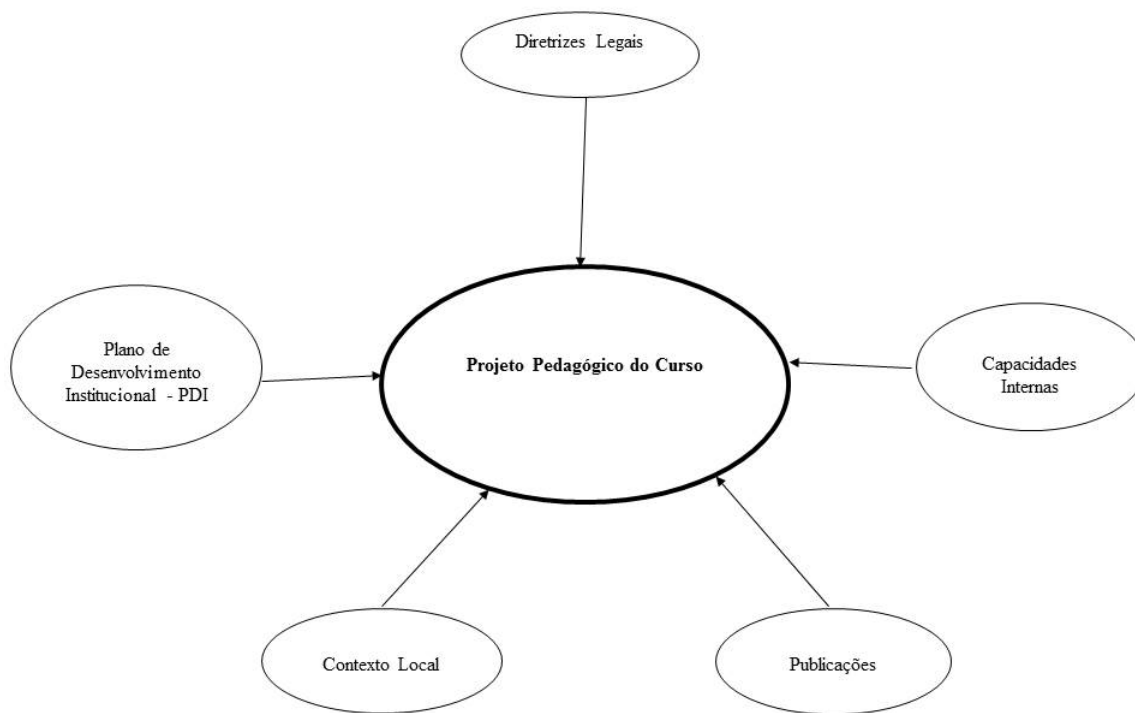 Diretrizes Legais
Plano de
Desenvolvimento
Institucional - PDI
Projeto Pedagógico do Curso
Capacidades
Internas
Contexto Local
Publicações